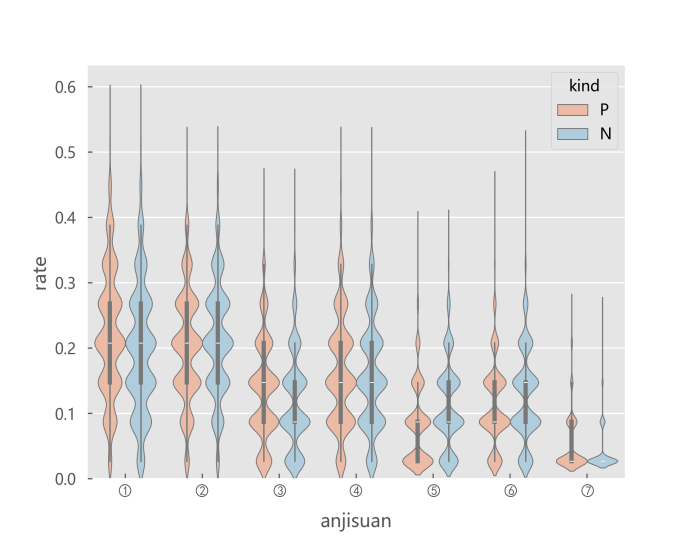 kind
P
N
0.6
0.5
0.4
0.3
0.2
0.1
0.0
rate
① ② ③ ④ ⑤ ⑥ ⑦
anjisuan